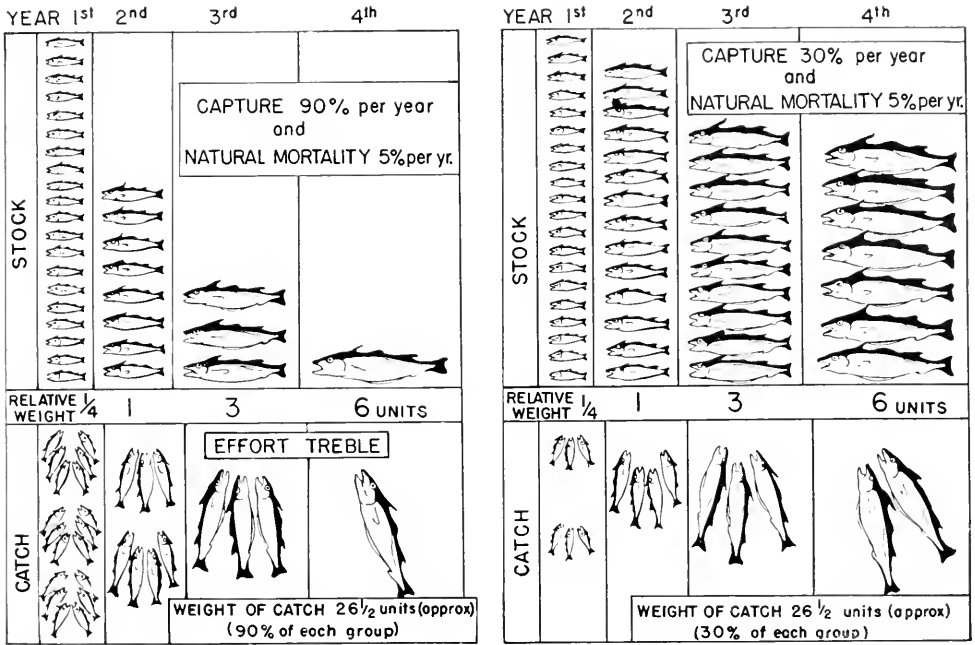 YEAR 1st 2nd 3rd 4th
CAPTURE 90% per year
and
NATURAL MORTALITY 5% per yr.
STOCK
RELATIVE WEIGHT 1/4 1 3 6 UNITS
EFFORT TREBLE
CATCH
WEIGHT OF CATCH 26 1/2 units (approx)
(90% of each group)
YEAR 1st 2nd 3rd 4th
CAPTURE 30% per year
and
NATURAL MORTALITY 5% per yr.
STOCK
RELATIVE WEIGHT 1/4 1 3 6 UNITS
CATCH
WEIGHT OF CATCH 26 1/2 units (approx)
(30% of each group)